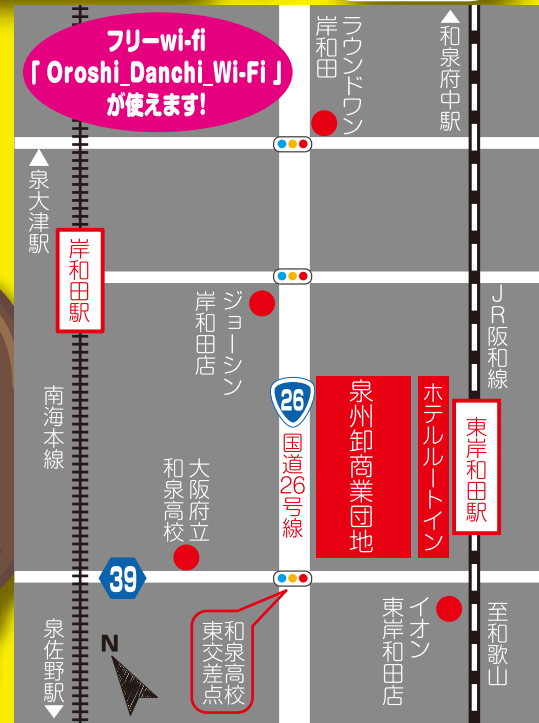 フリーwi-fi
「 Oroshi_Danchi_Wi-Fi 」
が使えます!
ラウンドワン
岸和田
和泉府中駅
泉大津駅
岸和田駅
ジョーシン
岸和田店
JR阪和線
南海本線
26
国道26号線
泉州卸商業団地
ホテルルートイン
東岸和田駅
大阪府立
和泉高校
39
和泉高校
東交差点
イオン
東岸和田店
至和歌山
泉佐野駅
N